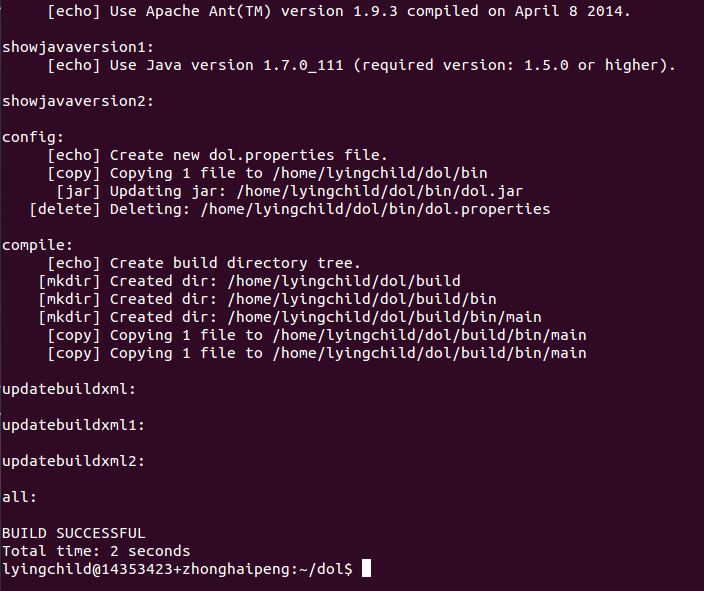 [echo] Use Apache Ant(TM) version 1.9.3 compiled on April 8 2014.
showjavaversion1:
[echo] Use Java version 1.7.0_111 (required version: 1.5.0 or higher).
showjavaversion2:
config:
[echo] Create new dol.properties file.
[copy] Copying 1 file to /home/lyingchild/dol/bin
[jar] Updating jar: /home/lyingchild/dol/bin/dol.jar
[delete] Deleting: /home/lyingchild/dol/bin/dol.properties
compile:
[echo] Create build directory tree.
[mkdir] Created dir: /home/lyingchild/dol/build
[mkdir] Created dir: /home/lyingchild/dol/build/bin
[mkdir] Created dir: /home/lyingchild/dol/build/bin/main
[copy] Copying 1 file to /home/lyingchild/dol/build/bin/main
[copy] Copying 1 file to /home/lyingchild/dol/build/bin/main
updatebuildxml:
updatebuildxml1:
updatebuildxml2:
all:
BUILD SUCCESSFUL
Total time: 2 seconds
lyingchild@14353423+zhonghaipeng:~/dol$